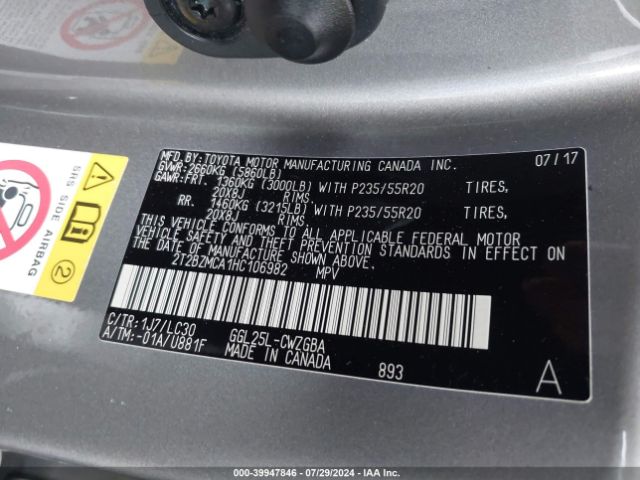 MFD.BY:TOYOTA MOTOR MANUFACTURING CANADA INC. 07/17
GVWR:2660KG (5860LB)
GAWR:FRT. 1360KG (3000LB) WITH P235/55R20 TIRES,
20X8J RIMS,
RR. 1460KG (3215LB) WITH P235/55R20 TIRES,
20X8J RIMS
THIS VEHICLE CONFORMS TO ALL APPLICABLE FEDERAL MOTOR
VEHICLE SAFETY AND THEFT PREVENTION STANDARDS IN EFFECT ON
THE DATE OF MANUFACTURE SHOWN ABOVE.
2T2BZMCA1HC106982 MPV
C/TR:1J7/LC30 GGL25L-CWZGBA
A/TM:-01A/U881F MADE IN CANADA 893 A
SRS SIDE AIRBAG
2
000-39947846 / 07/29/2024 / IAA, Inc.